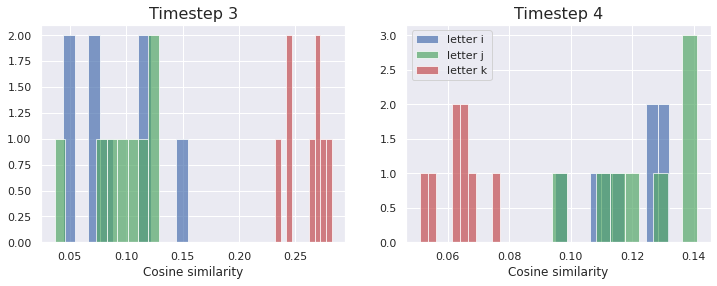 Timestep 3
2.00
1.75
1.50
1.25
1.00
0.75
0.50
0.25
0.00
0.05 0.10 0.15 0.20 0.25
Cosine similarity
Timestep 4
letter i
letter j
letter k
3.0
2.5
2.0
1.5
1.0
0.5
0.0
0.06 0.08 0.10 0.12 0.14
Cosine similarity